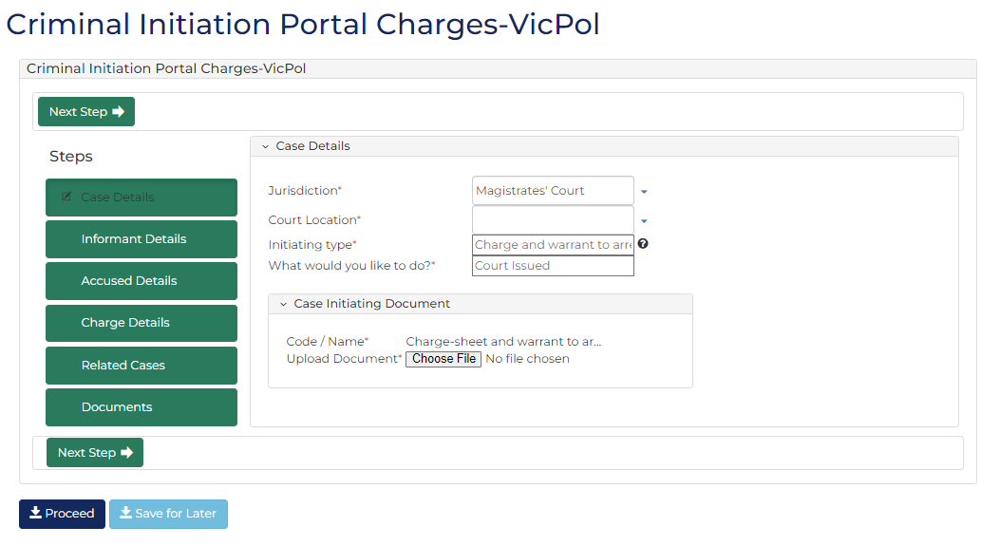 Criminal Initiation Portal Charges-VicPol
Criminal Initiation Portal Charges-VicPol
Next Step
Steps
Case Details
Informant Details
Accused Details
Charge Details
Related Cases
Documents
Case Details
Jurisdiction* Magistrates' Court
Court Location*
Initiating type* Charge and warrant to arre
What would you like to do?* Court Issued
Case Initiating Document
Code / Name* Charge-sheet and warrant to ar...
Upload Document* Choose File No file chosen
Next Step
Proceed Save for Later